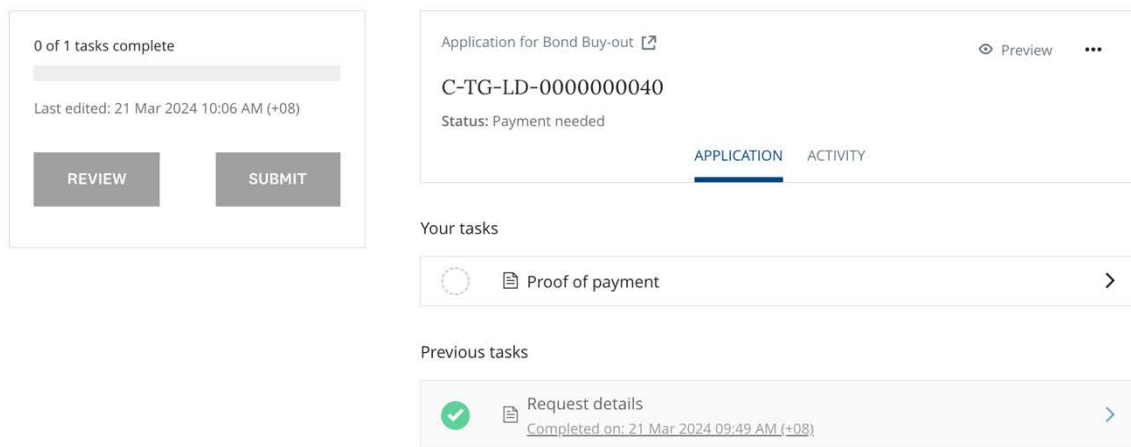 0 of 1 tasks complete
Last edited: 21 Mar 2024 10:06 AM (+08)
REVIEW
SUBMIT
Application for Bond Buy-out
Preview
C-TG-LD-0000000040
Status: Payment needed
APPLICATION
ACTIVITY
Your tasks
Proof of payment
Previous tasks
Request details
Completed on: 21 Mar 2024 09:49 AM (+08)